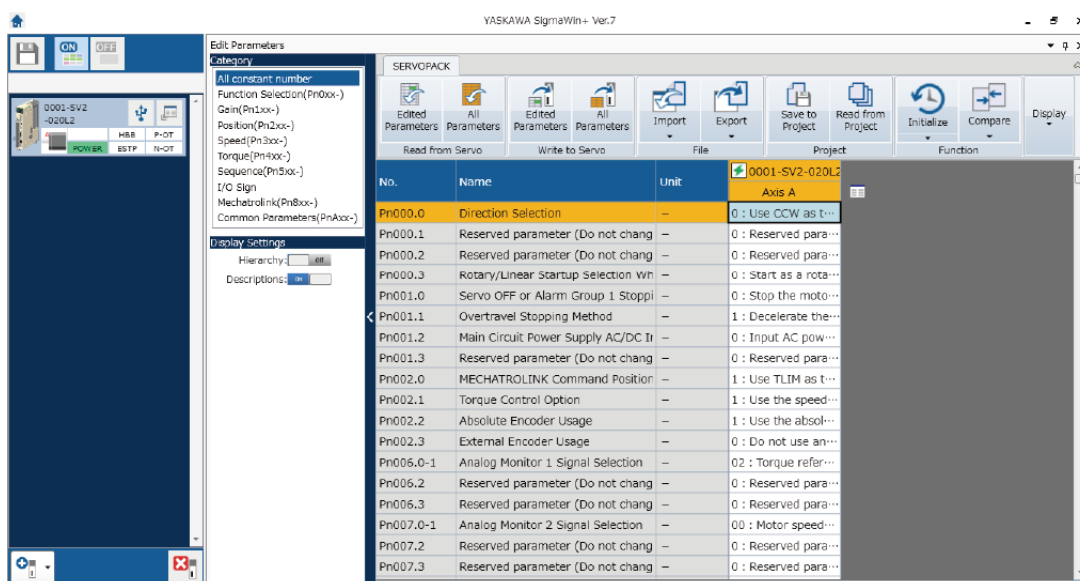 YASKAWA SigmaWin+ Ver.7
ON
OFF
0001-SV2
-020L2
HBB P-OT
POWER ESTP N-OT
Edit Parameters
Category
All constant number
Function Selection(Pn0xx-)
Gain(Pn1xx-)
Position(Pn2xx-)
Speed(Pn3xx-)
Torque(Pn4xx-)
Sequence(Pn5xx-)
I/O Sign
Mechatrolink(Pn8xx-)
Common Parameters(PnAxx-)
Display Settings
Hierarchy: Off
Descriptions: ON
SERVOPACK
Edited Parameters
All Parameters
Read from Servo
Edited Parameters
All Parameters
Write to Servo
Import
Export
File
Save to Project
Read from Project
Project
Initialize
Compare
Function
Display
No. Name Unit 0001-SV2-020L2
Axis A
Pn000.0 Direction Selection – 0 : Use CCW as t···
Pn000.1 Reserved parameter (Do not chang – 0 : Reserved para···
Pn000.2 Reserved parameter (Do not chang – 0 : Reserved para···
Pn000.3 Rotary/Linear Startup Selection Wh – 0 : Start as a rota···
Pn001.0 Servo OFF or Alarm Group 1 Stoppi – 0 : Stop the moto···
Pn001.1 Overtravel Stopping Method – 1 : Decelerate the···
Pn001.2 Main Circuit Power Supply AC/DC Ir – 0 : Input AC pow···
Pn001.3 Reserved parameter (Do not chang – 0 : Reserved para···
Pn002.0 MECHATROLINK Command Position – 1 : Use TLIM as t···
Pn002.1 Torque Control Option – 1 : Use the speed···
Pn002.2 Absolute Encoder Usage – 1 : Use the absol···
Pn002.3 External Encoder Usage – 0 : Do not use an···
Pn006.0-1 Analog Monitor 1 Signal Selection – 02 : Torque refer···
Pn006.2 Reserved parameter (Do not chang – 0 : Reserved para···
Pn006.3 Reserved parameter (Do not chang – 0 : Reserved para···
Pn007.0-1 Analog Monitor 2 Signal Selection – 00 : Motor speed···
Pn007.2 Reserved parameter (Do not chang – 0 : Reserved para···
Pn007.3 Reserved parameter (Do not chang – 0 : Reserved para···